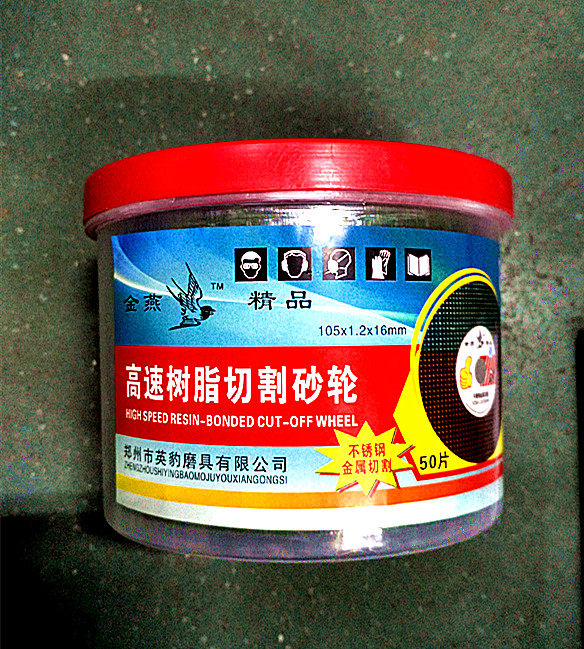 金燕 TM 精品
105x1.2x16mm
高速树脂切割砂轮
HIGH SPEED RESIN-BONDED CUT-OFF WHEEL
郑州市英豹磨具有限公司
ZHENGZHOUSHIYINGBAOMOJUYOUXIANGONGSI
不锈钢
金属切割
50片